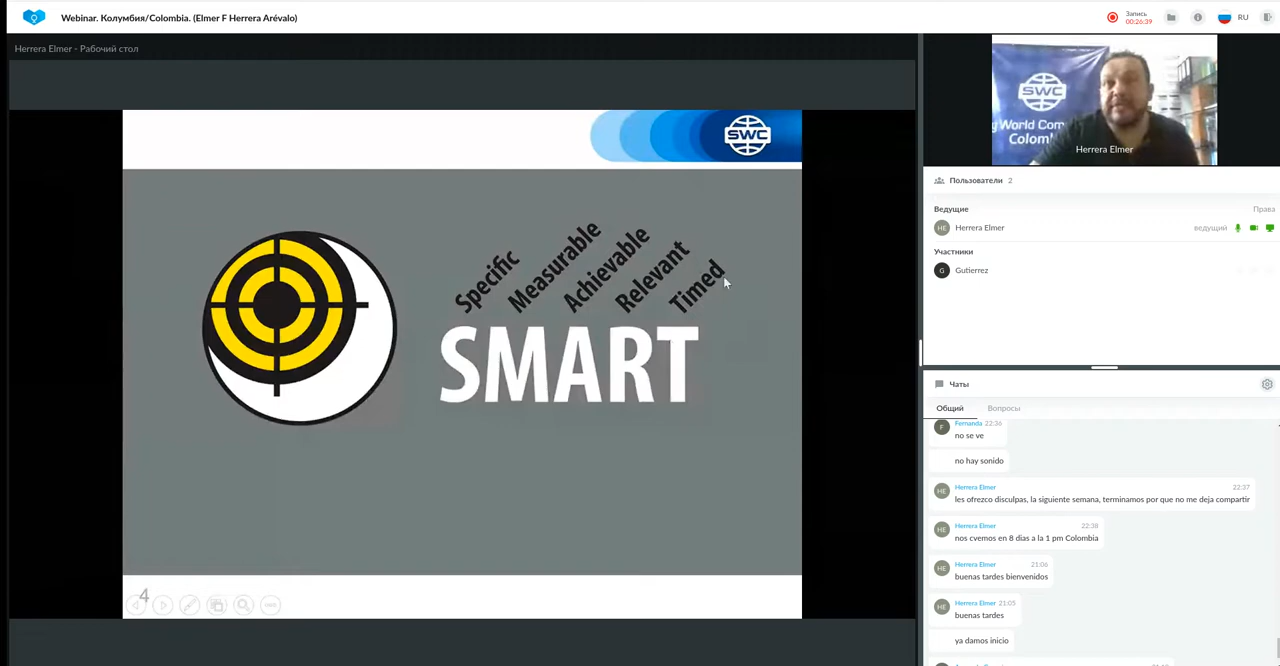 Webinar. Колумбия/Colombia. (Elmer F Herrera Arévalo)
Запись
00:26:39
RU
Herrera Elmer - Рабочий стол
SWC
Specific
Measurable
Achievable
Relevant
Timed
SMART
4
SWC
World Com
Colom
Herrera Elmer
Пользователи 2
Ведущие
Права
HE
Herrera Elmer
ведущий
Участники
G
Gutierrez
Чаты
Общий
Вопросы
F
Fernanda 22:36
no se ve
no hay sonido
HE
Herrera Elmer
22:37
les ofrezco disculpas, la siguiente semana, terminamos por que no me deja compartir
HE
Herrera Elmer
22:38
nos cvemos en 8 dias a la 1 pm Colombia
HE
Herrera Elmer
21:06
buenas tardes bienvenidos
HE
Herrera Elmer 21:05
buenas tardes
ya damos inicio